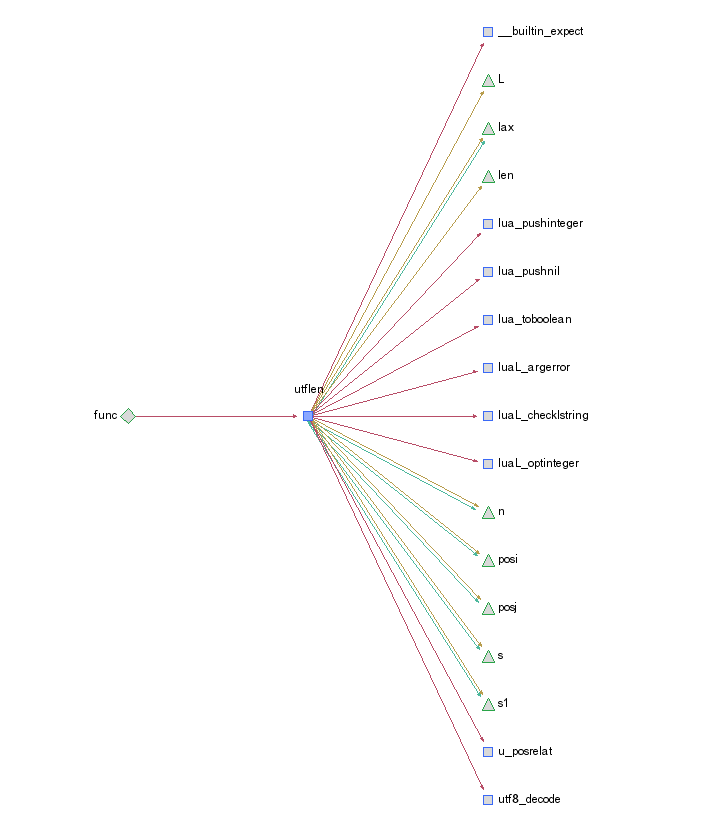 __builtin_expect
L
lax
len
lua_pushinteger
lua_pushnil
lua_toboolean
luaL_argerror
utflen
func
luaL_checklstring
luaL_optinteger
n
posi
posj
s
s1
u_posrelat
utf8_decode